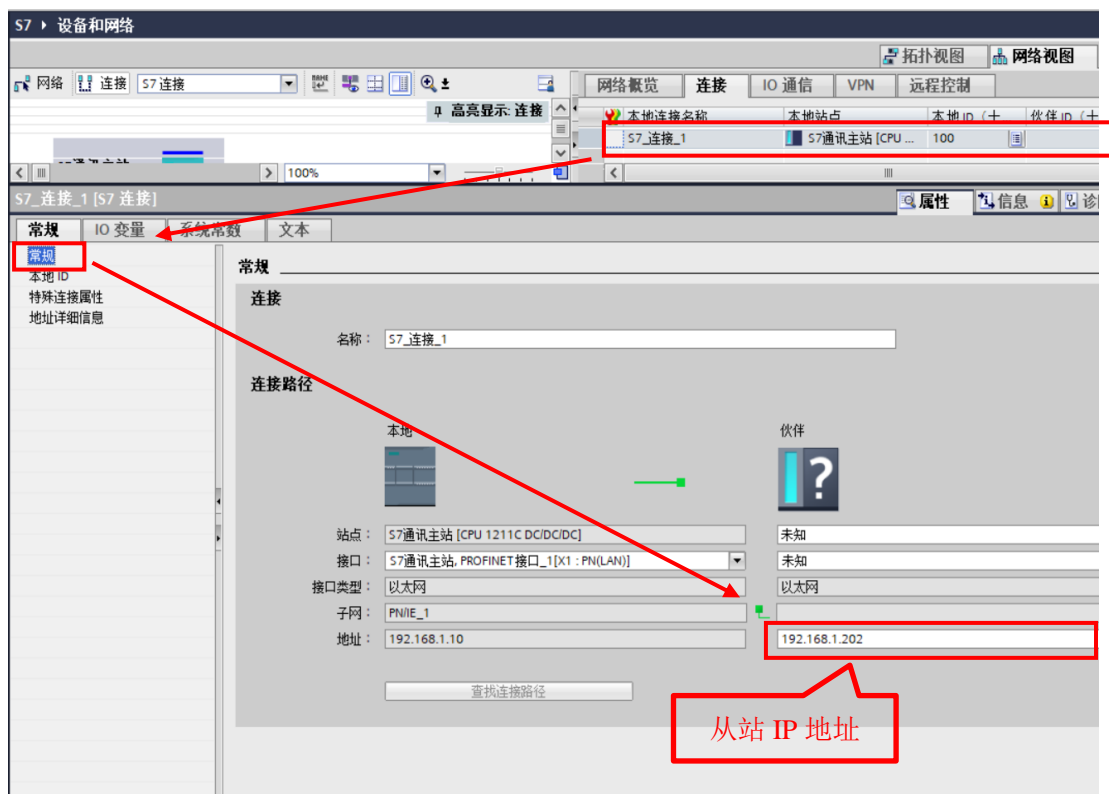 S7 ▸ 设备和网络
拓扑视图 网络视图
网络 连接 S7 连接
高亮显示: 连接
网络概览 连接 IO 通信 VPN 远程控制
本地连接名称 本地站点 本地 ID (十 伙伴 ID (十
S7_连接_1 S7通讯主站 [CPU ... 100
100%
S7_连接_1 [S7 连接]
属性 信息 诊
常规 IO 变量 系统常数 文本
常规
本地 ID
特殊连接属性
地址详细信息
常规
连接
名称: S7_连接_1
连接路径
本地 伙伴
站点: S7通讯主站 [CPU 1211C DC/DC/DC] 未知
接口: S7通讯主站, PROFINET接口_1[X1 : PN(LAN)] 未知
接口类型: 以太网 以太网
子网: PN/IE_1
地址: 192.168.1.10 192.168.1.202
查找连接路径
从站 IP 地址